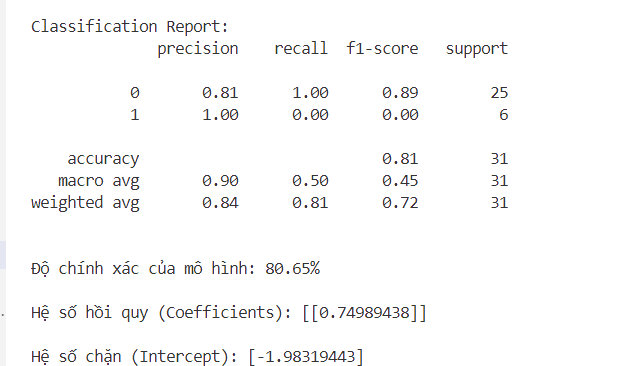 Classification Report:
precision recall f1-score support
0 0.81 1.00 0.89 25
1 1.00 0.00 0.00 6
accuracy 0.81 31
macro avg 0.90 0.50 0.45 31
weighted avg 0.84 0.81 0.72 31
Độ chính xác của mô hình: 80.65%
Hệ số hồi quy (Coefficients): [[0.74989438]]
Hệ số chặn (Intercept): [-1.98319443]